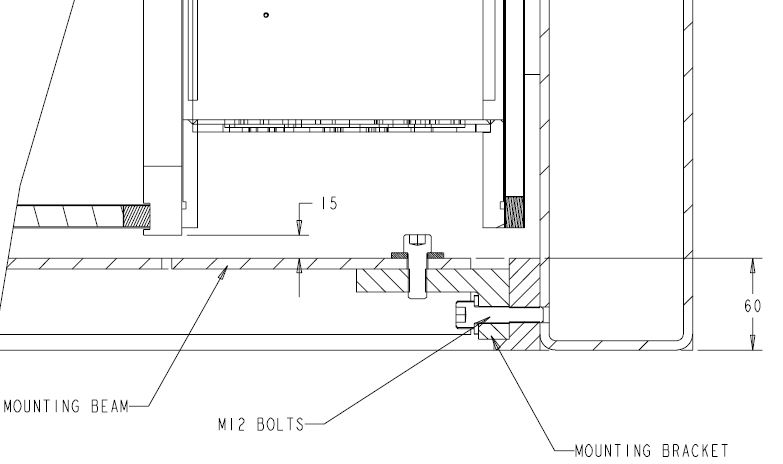 15
60
MOUNTING BEAM
M12 BOLTS
MOUNTING BRACKET